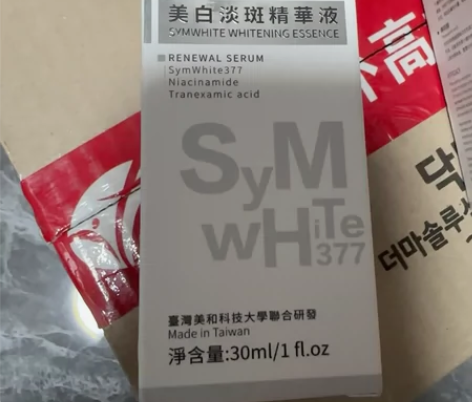 美白淡斑精華液
SYMWHITE WHITENING ESSENCE
RENEWAL SERUM
SymWhite377
Niacinamide
Tranexamic acid
SyM
wHiTe
377
臺灣美和科技大學聯合研發
Made in Taiwan
淨含量:30ml/1 fl.oz
高
닥
더마솔루